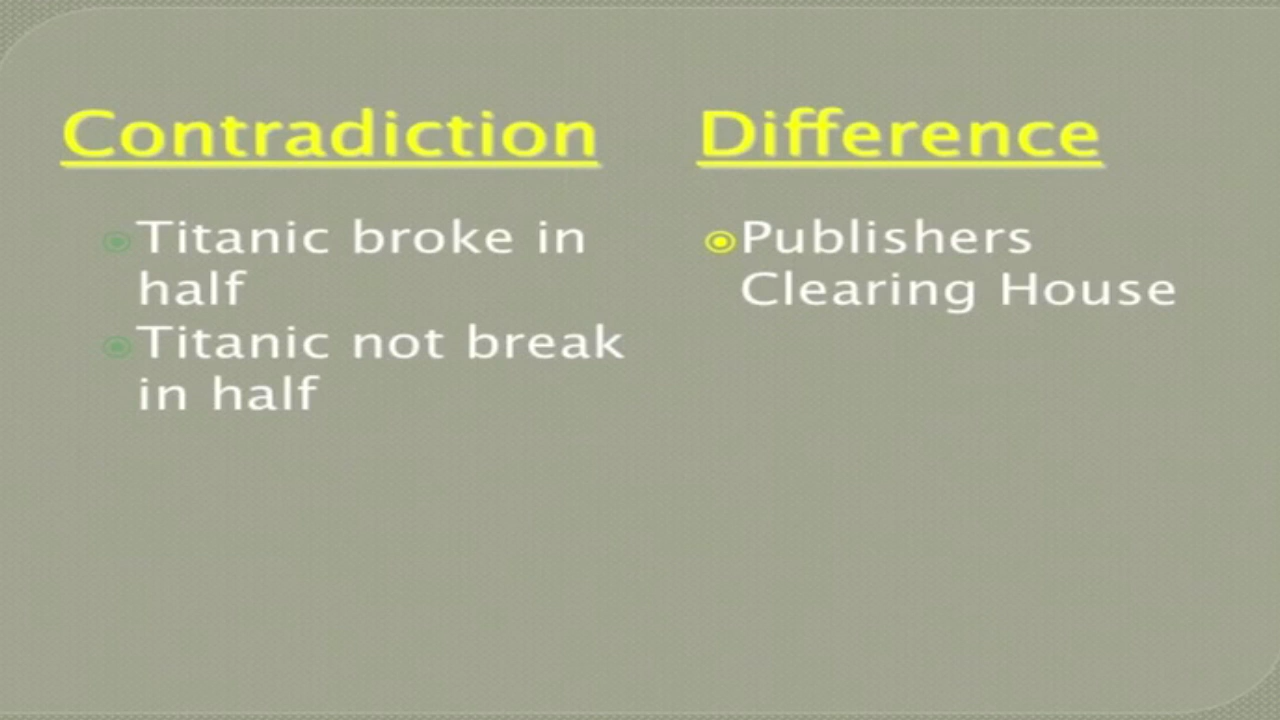 Contradiction
Titanic broke in
half
Titanic not break
in half
Difference
Publishers
Clearing House